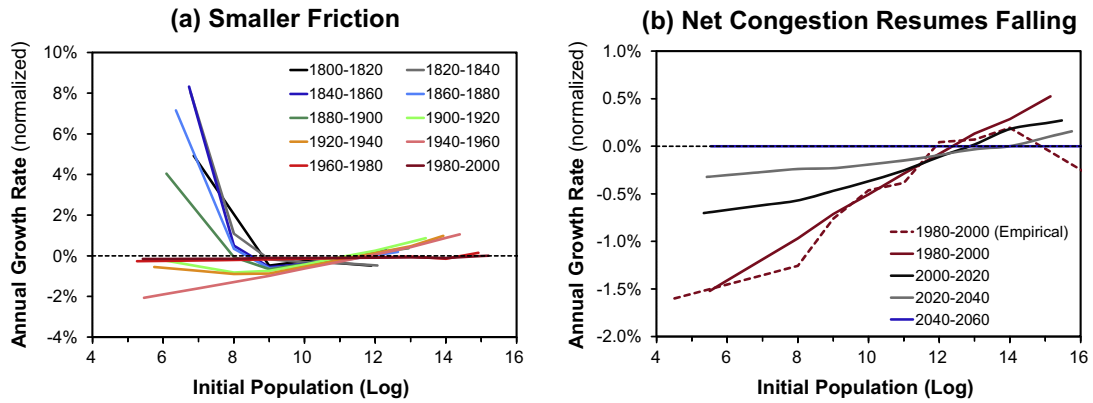 (a) Smaller Friction
Annual Growth Rate (normalized)
10%
8%
6%
4%
2%
0%
-2%
-4%
1800-1820 1820-1840
1840-1860 1860-1880
1880-1900 1900-1920
1920-1940 1940-1960
1960-1980 1980-2000
4 6 8 10 12 14 16
Initial Population (Log)
(b) Net Congestion Resumes Falling
Annual Growth Rate (normalized)
1.0%
0.5%
0.0%
-0.5%
-1.0%
-1.5%
-2.0%
1980-2000 (Empirical)
1980-2000
2000-2020
2020-2040
2040-2060
4 6 8 10 12 14 16
Initial Population (Log)